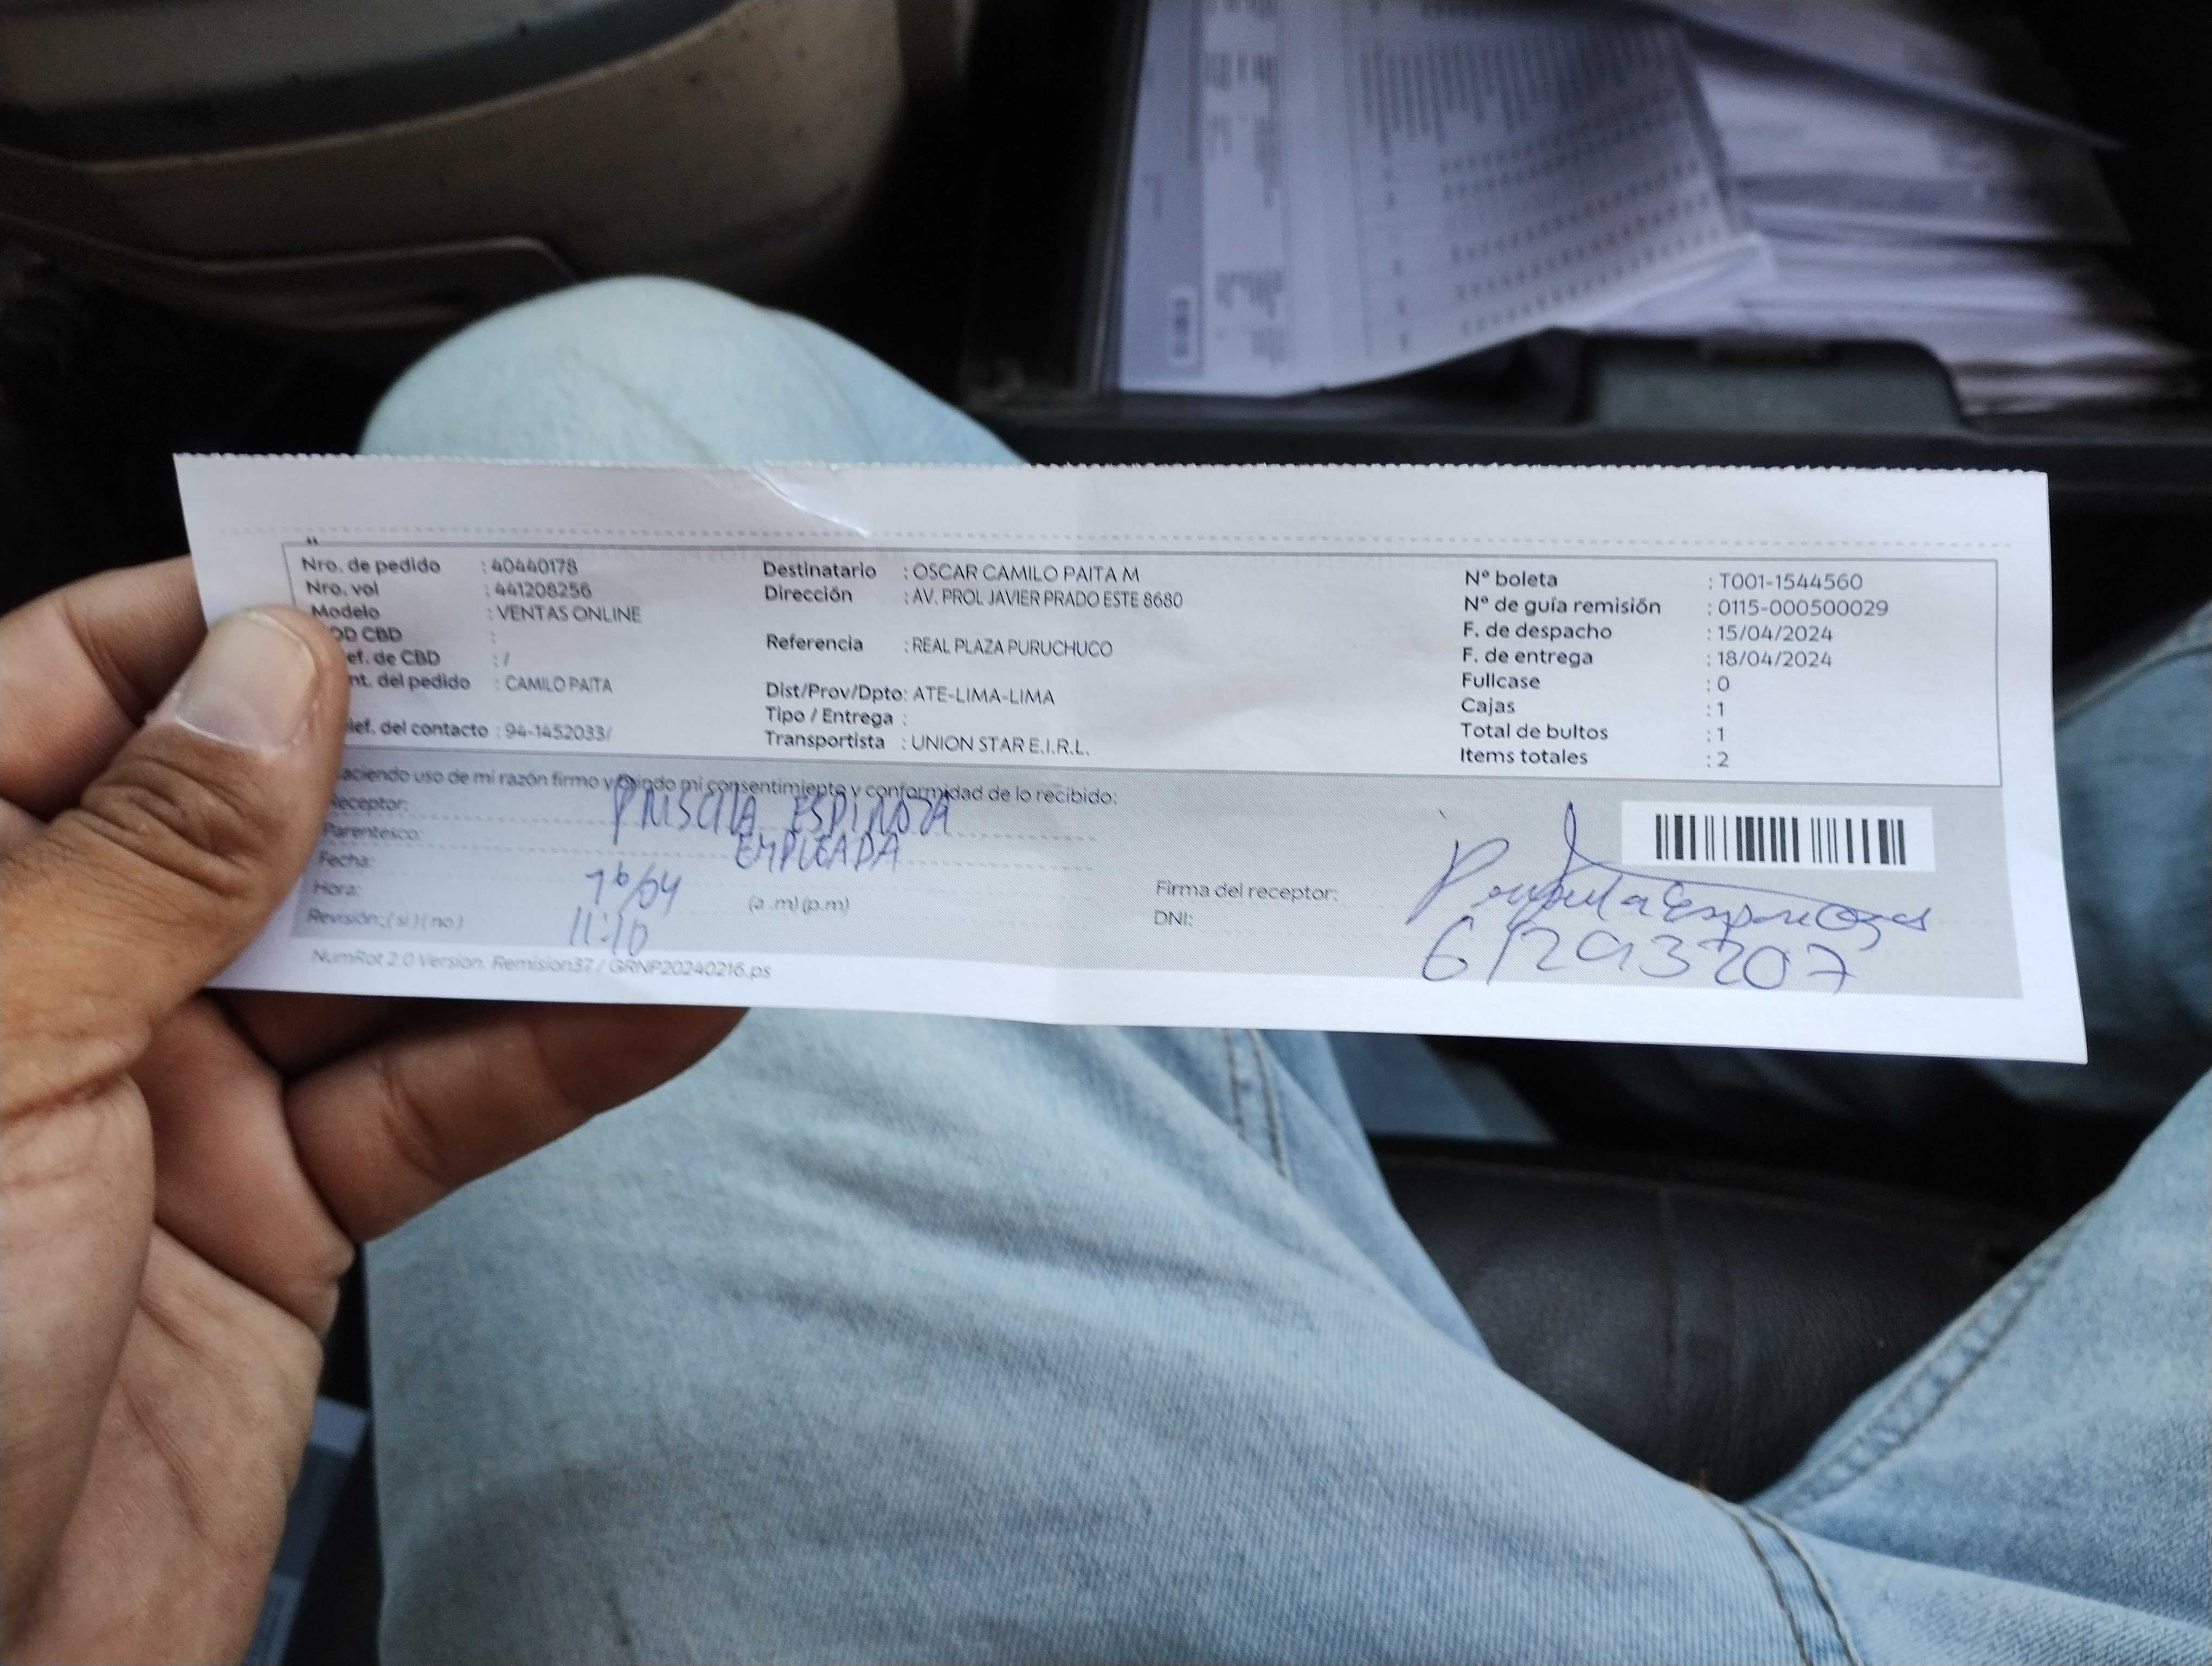 Nro. de pedido : 40440178
Nro. vol : 441208256
Modelo : VENTAS ONLINE
OD CBD :
ef. de CBD : /
nt. del pedido : CAMILO PAITA
lef. del contacto : 94-1452033/
Destinatario : OSCAR CAMILO PAITA M
Dirección : AV. PROL JAVIER PRADO ESTE 8680
Referencia : REAL PLAZA PURUCHUCO
Dist/Prov/Dpto: ATE-LIMA-LIMA
Tipo / Entrega :
Transportista : UNION STAR E.I.R.L.
Nº boleta : T001-1544560
Nº de guía remisión : 0115-000500029
F. de despacho : 15/04/2024
F. de entrega : 18/04/2024
Fullcase : 0
Cajas : 1
Total de bultos : 1
Items totales : 2
aciendo uso de mi razón firmo y brindo mi consentimiento y conformidad de lo recibido:
Receptor: PRISCILA ESPINOZA
Parentesco: EMPLEADA
Fecha: 16/04
Hora: 11:10 (a .m) (p.m)
Revisión: ( si ) ( no )
Firma del receptor:
DNI: 61293207
NumRot 2.0 Version. Remision37 / GRNP20240216.ps